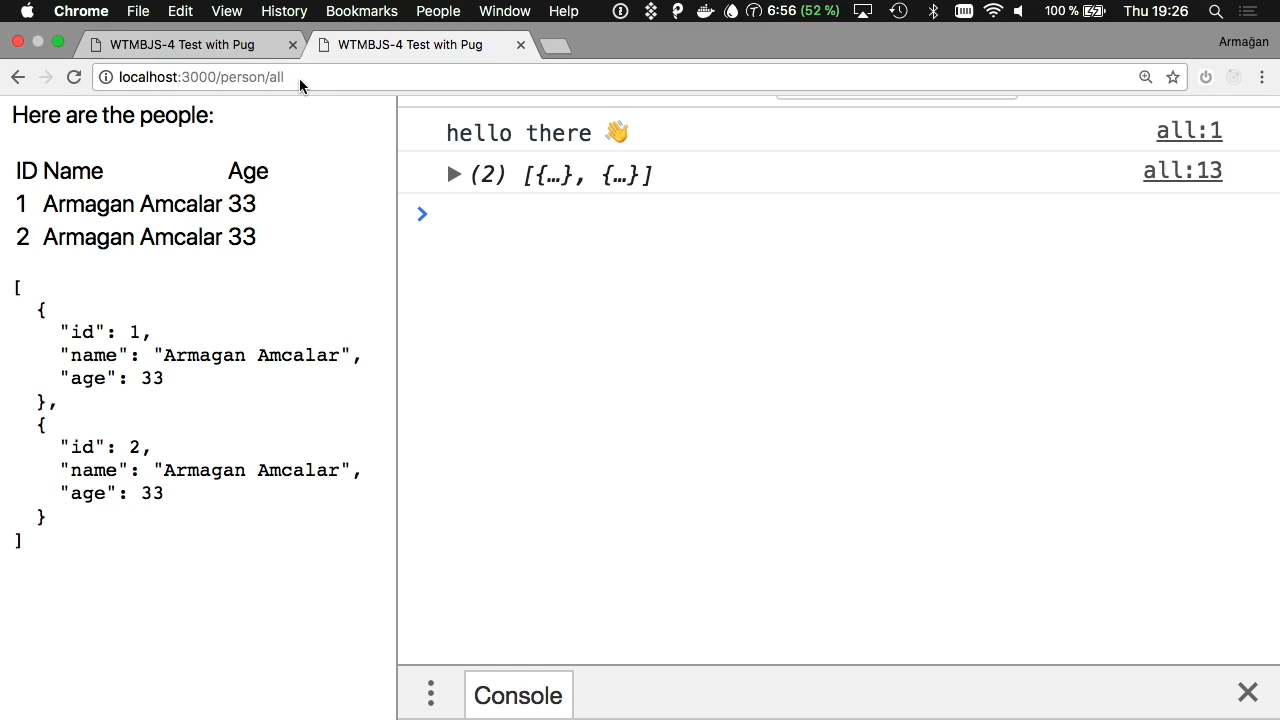 Chrome File Edit View History Bookmarks People Window Help 6:56 (52 %) 100 % Thu 19:26
WTMBJS-4 Test with Pug WTMBJS-4 Test with Pug Armağan
localhost:3000/person/all
Here are the people:
ID Name Age
1 Armagan Amcalar 33
2 Armagan Amcalar 33
[
{
"id": 1,
"name": "Armagan Amcalar",
"age": 33
},
{
"id": 2,
"name": "Armagan Amcalar",
"age": 33
}
]
hello there 👋 all:1
(2) [{…}, {…}] all:13
Console